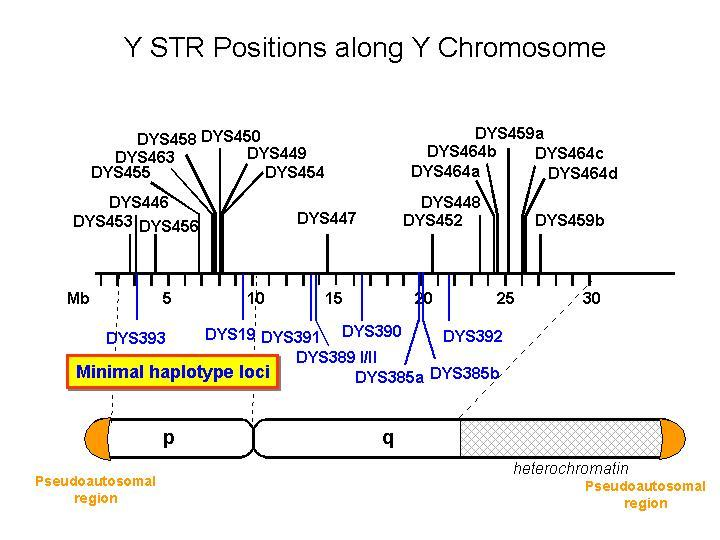 Y STR Positions along Y Chromosome
DYS458 DYS450
DYS459a
DYS463
DYS449
DYS464b
DYS464c
DYS455
DYS454
DYS464a
DYS464d
DYS446
DYS448
DYS453
DYS456
DYS447
DYS452
DYS459b
Mb 5 10 15 20 25 30
DYS393
DYS19
DYS391
DYS390
DYS392
DYS389 I/II
Minimal haplotype loci
DYS385a
DYS385b
p
q
heterochromatin
Pseudoautosomal
region
Pseudoautosomal
region